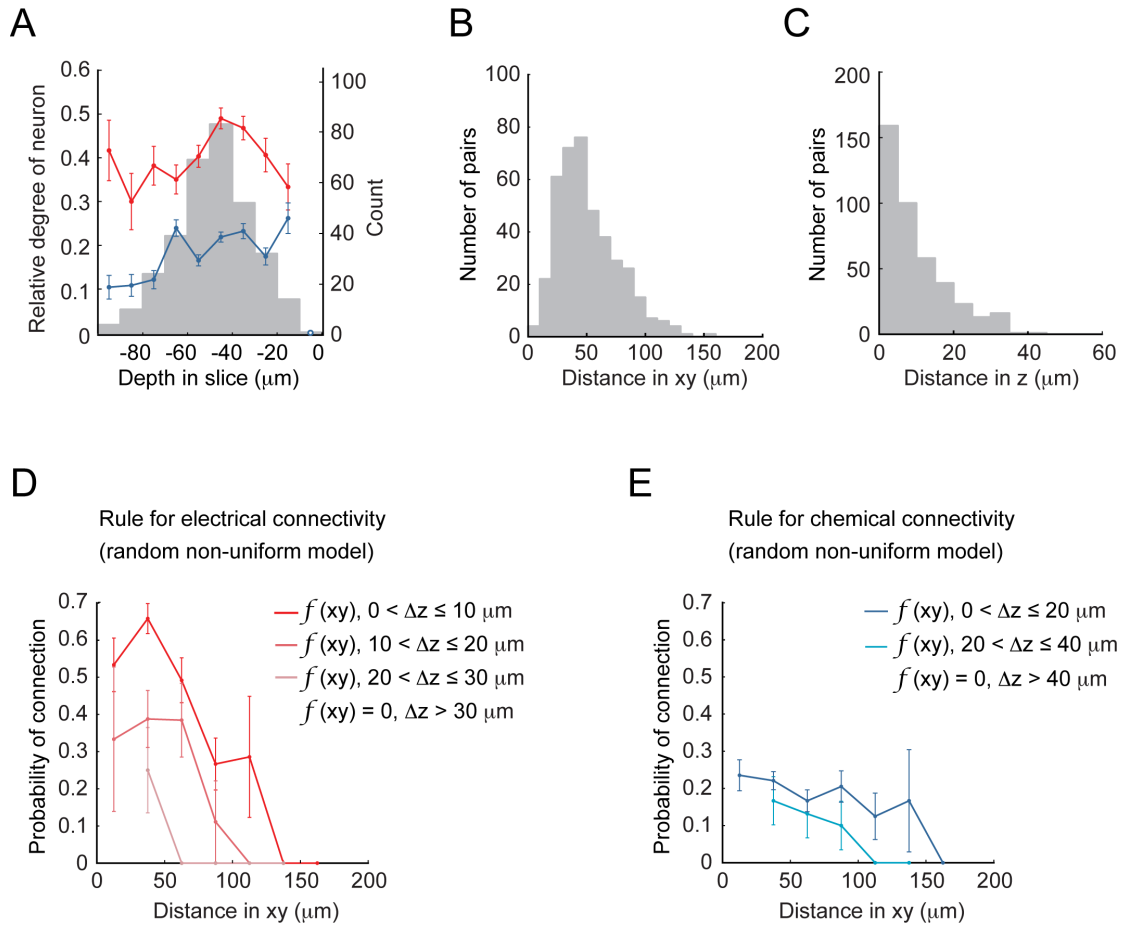 A
B
C
0.6
0.5
0.4
0.3
0.2
0.1
0
Relative degree of neuron
100
80
60
40
20
0
Count
-80 -60 -40 -20 0
Depth in slice (μm)
100
80
60
40
20
0
Number of pairs
0 50 100 150 200
Distance in xy (μm)
200
150
100
50
0
Number of pairs
0 20 40 60
Distance in z (μm)
D
Rule for electrical connectivity
(random non-uniform model)
0.7
0.6
0.5
0.4
0.3
0.2
0.1
0
Probability of connection
f (xy), 0 < Δz ≤ 10 μm
f (xy), 10 < Δz ≤ 20 μm
f (xy), 20 < Δz ≤ 30 μm
f (xy) = 0, Δz > 30 μm
0 50 100 150 200
Distance in xy (μm)
E
Rule for chemical connectivity
(random non-uniform model)
0.7
0.6
0.5
0.4
0.3
0.2
0.1
0
Probability of connection
f (xy), 0 < Δz ≤ 20 μm
f (xy), 20 < Δz ≤ 40 μm
f (xy) = 0, Δz > 40 μm
0 50 100 150 200
Distance in xy (μm)